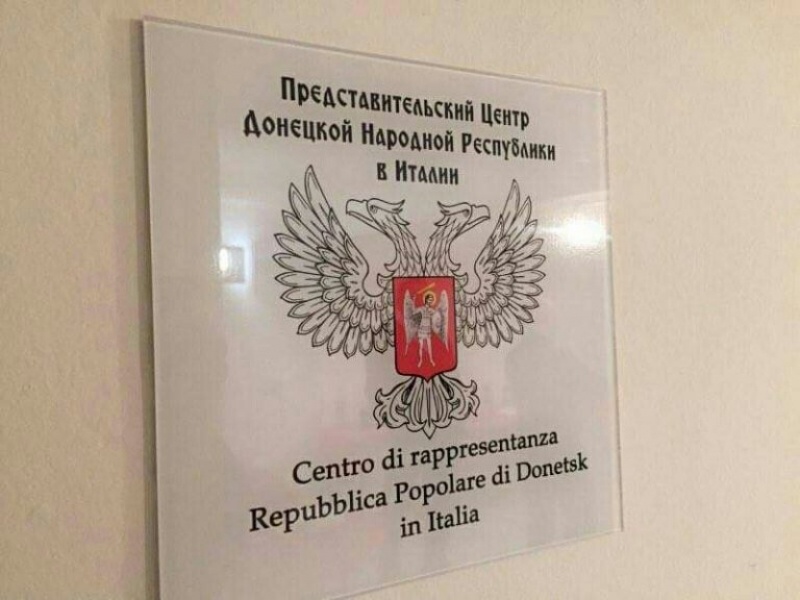 Представительский Центр
Донецкой Народной Республики
в Италии
Centro di rappresentanza
Repubblica Popolare di Donetsk
in Italia